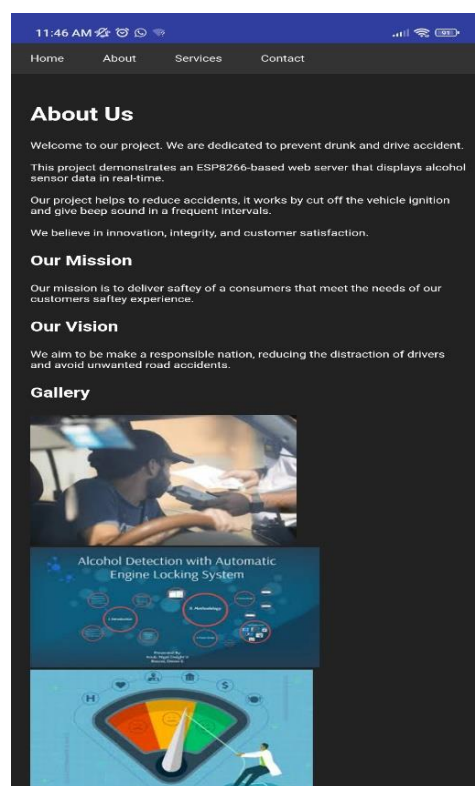 11:46 AM
91
Home About Services Contact
About Us
Welcome to our project. We are dedicated to prevent drunk and drive accident.
This project demonstrates an ESP8266-based web server that displays alcohol
sensor data in real-time.
Our project helps to reduce accidents, it works by cut off the vehicle ignition
and give beep sound in a frequent intervals.
We believe in innovation, integrity, and customer satisfaction.
Our Mission
Our mission is to deliver saftey of a consumers that meet the needs of our
customers saftey experience.
Our Vision
We aim to be make a responsible nation, reducing the distraction of drivers
and avoid unwanted road accidents.
Gallery
Alcohol Detection with Automatic
Engine Locking System
II. Methodology
H
$